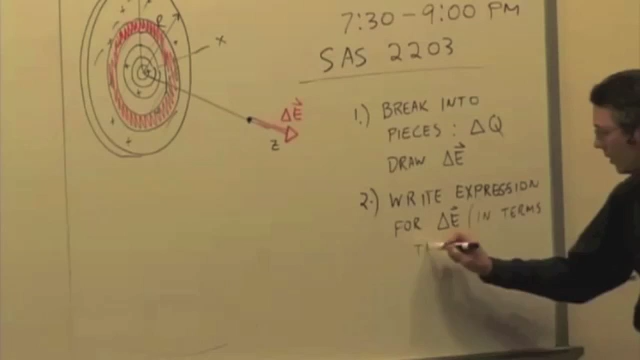 7:30 – 9:00 PM
SAS 2203
R
x
ΔE⃗
z
1.) BREAK INTO
PIECES : ΔQ
DRAW ΔE⃗
2.) WRITE EXPRESSION
FOR ΔE⃗ (IN TERMS